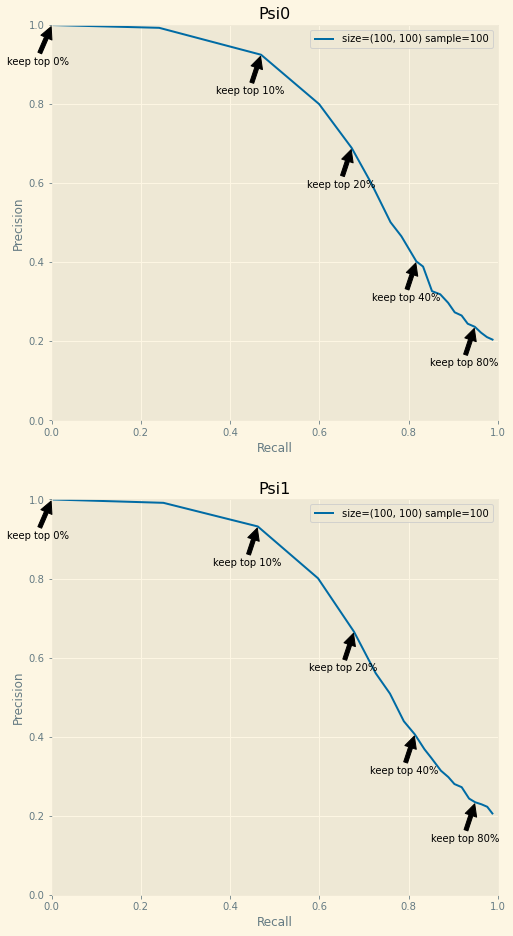 Psi0
size=(100, 100) sample=100
1.0
keep top 0%
keep top 10%
0.8
keep top 20%
0.6
Precision
0.4
keep top 40%
0.2
keep top 80%
0.0
0.0 0.2 0.4 0.6 0.8 1.0
Recall
Psi1
size=(100, 100) sample=100
1.0
keep top 0%
keep top 10%
0.8
keep top 20%
0.6
Precision
0.4
keep top 40%
0.2
keep top 80%
0.0
0.0 0.2 0.4 0.6 0.8 1.0
Recall